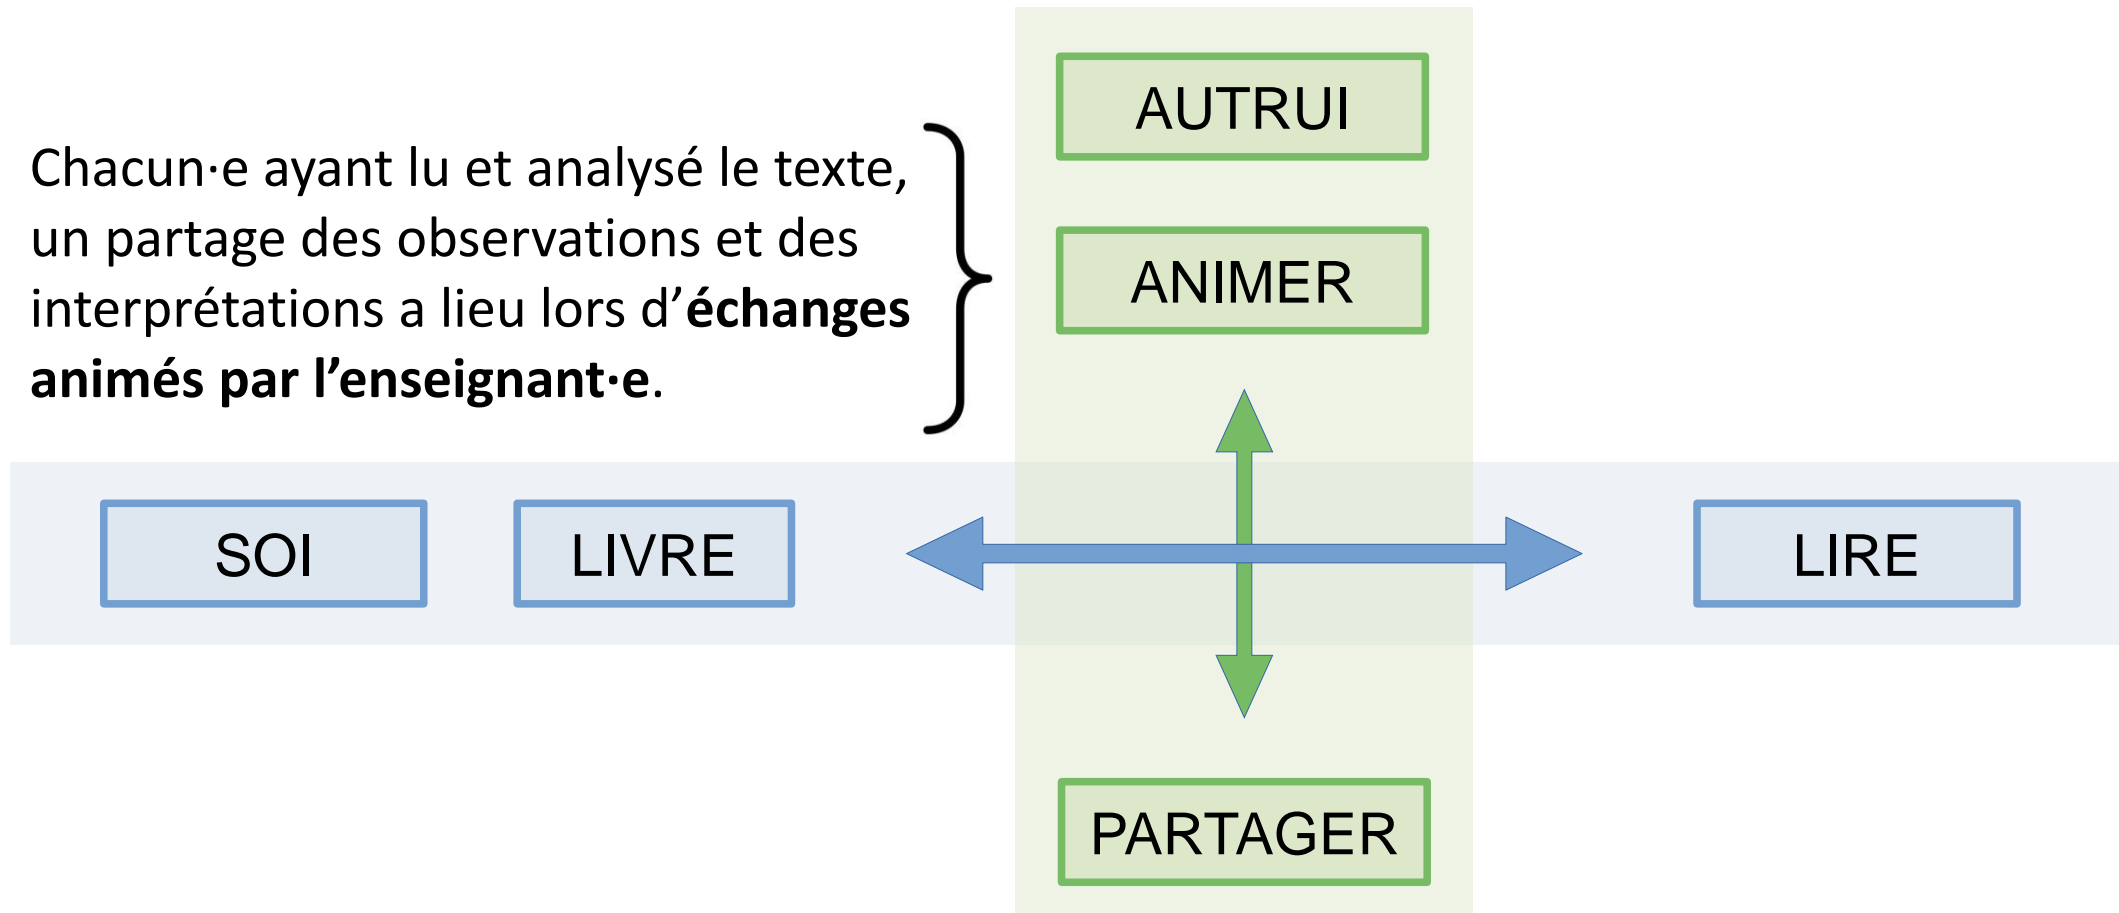 AUTRUI
Chacun·e ayant lu et analysé le texte,
un partage des observations et des
interprétations a lieu lors d’échanges
animés par l’enseignant·e.
ANIMER
SOI
LIVRE
LIRE
PARTAGER